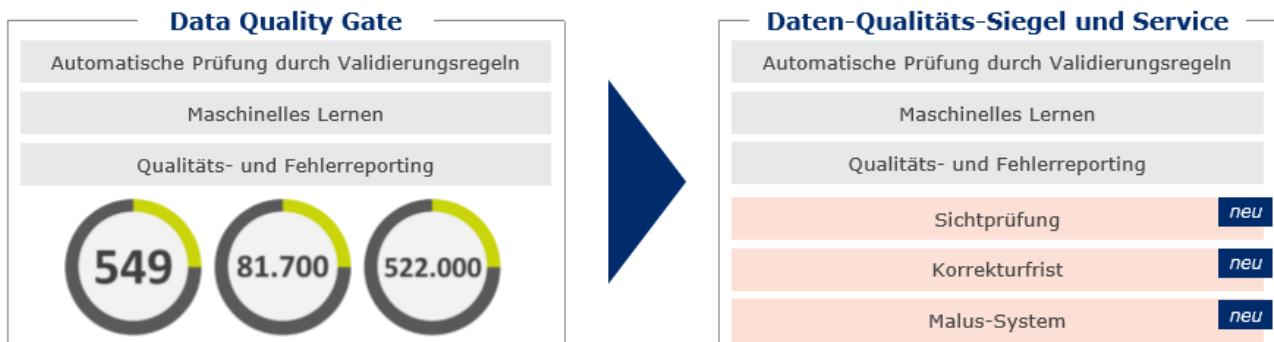 Data Quality Gate
Automatische Prüfung durch Validierungsregeln
Maschinelles Lernen
Qualitäts- und Fehlerreporting
549
81.700
522.000
Daten-Qualitäts-Siegel und Service
Automatische Prüfung durch Validierungsregeln
Maschinelles Lernen
Qualitäts- und Fehlerreporting
Sichtprüfung
neu
Korrekturfrist
neu
Malus-System
neu